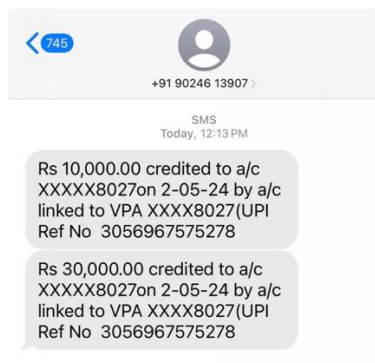 745
+91 90246 13907 >
SMS
Today, 12:13 PM
Rs 10,000.00 credited to a/c
XXXXX8027on 2-05-24 by a/c
linked to VPA XXXX8027(UPI
Ref No 3056967575278
Rs 30,000.00 credited to a/c
XXXXX8027on 2-05-24 by a/c
linked to VPA XXXX8027(UPI
Ref No 3056967575278